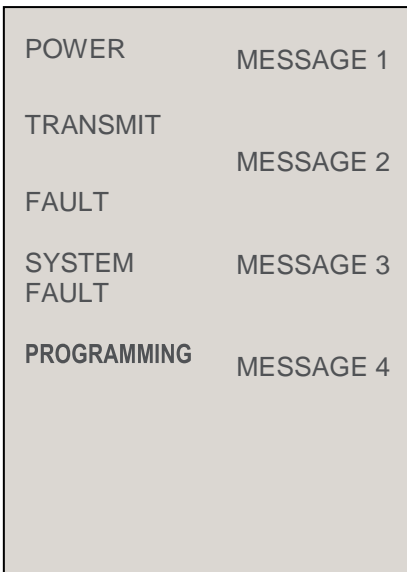 POWER
TRANSMIT
FAULT
SYSTEM
FAULT
PROGRAMMING
MESSAGE 1
MESSAGE 2
MESSAGE 3
MESSAGE 4